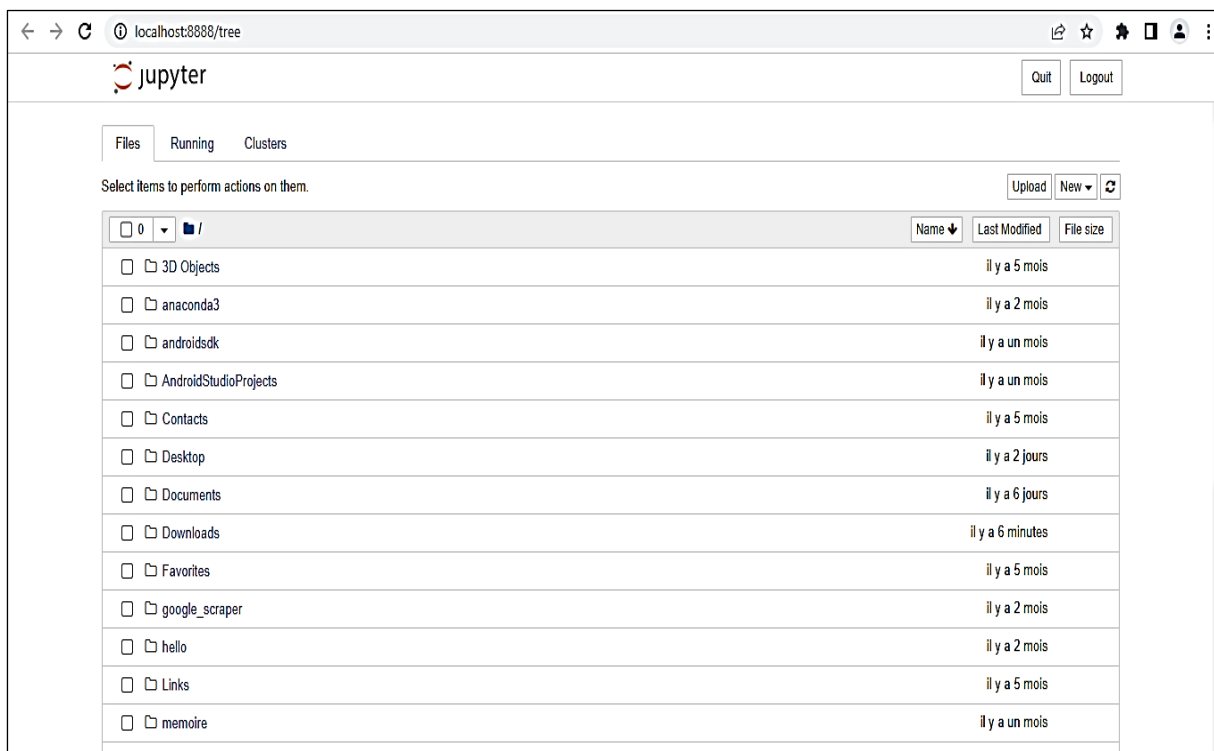 localhost:8888/tree
jupyter
Quit Logout
Files Running Clusters
Select items to perform actions on them.
Upload New
0 / Name Last Modified File size
3D Objects il y a 5 mois
anaconda3 il y a 2 mois
androidsdk il y a un mois
AndroidStudioProjects il y a un mois
Contacts il y a 5 mois
Desktop il y a 2 jours
Documents il y a 6 jours
Downloads il y a 6 minutes
Favorites il y a 5 mois
google_scraper il y a 2 mois
hello il y a 2 mois
Links il y a 5 mois
memoire il y a un mois